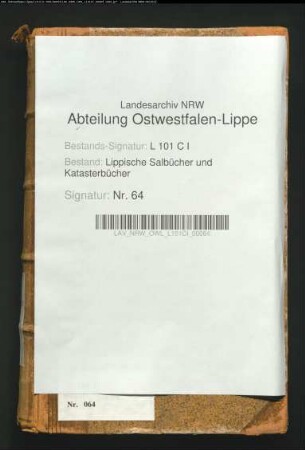 Landesarchiv NRW
Abteilung Ostwestfalen-Lippe
Bestands-Signatur: L 101 C I
Bestand: Lippische Salbücher und
Katasterbücher
Signatur: Nr. 64
LAV_NRW_OWL_L101CI_00064
Nr. 064